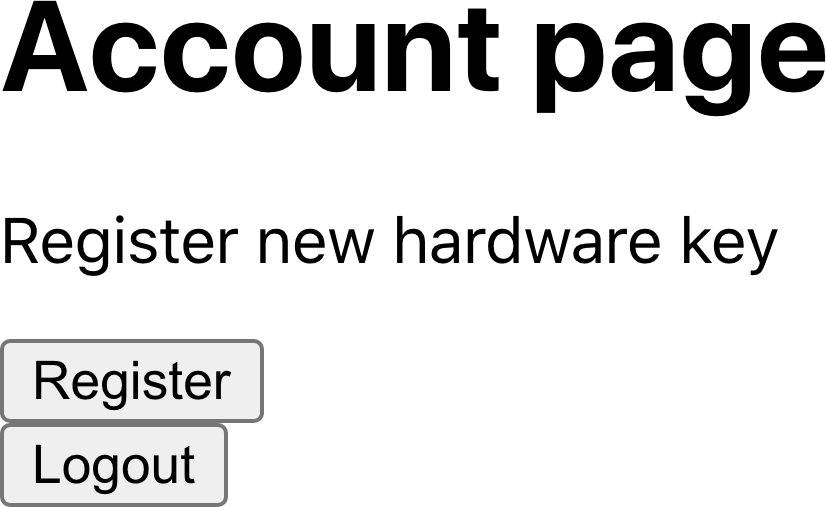 Account page
Register new hardware key
Register
Logout